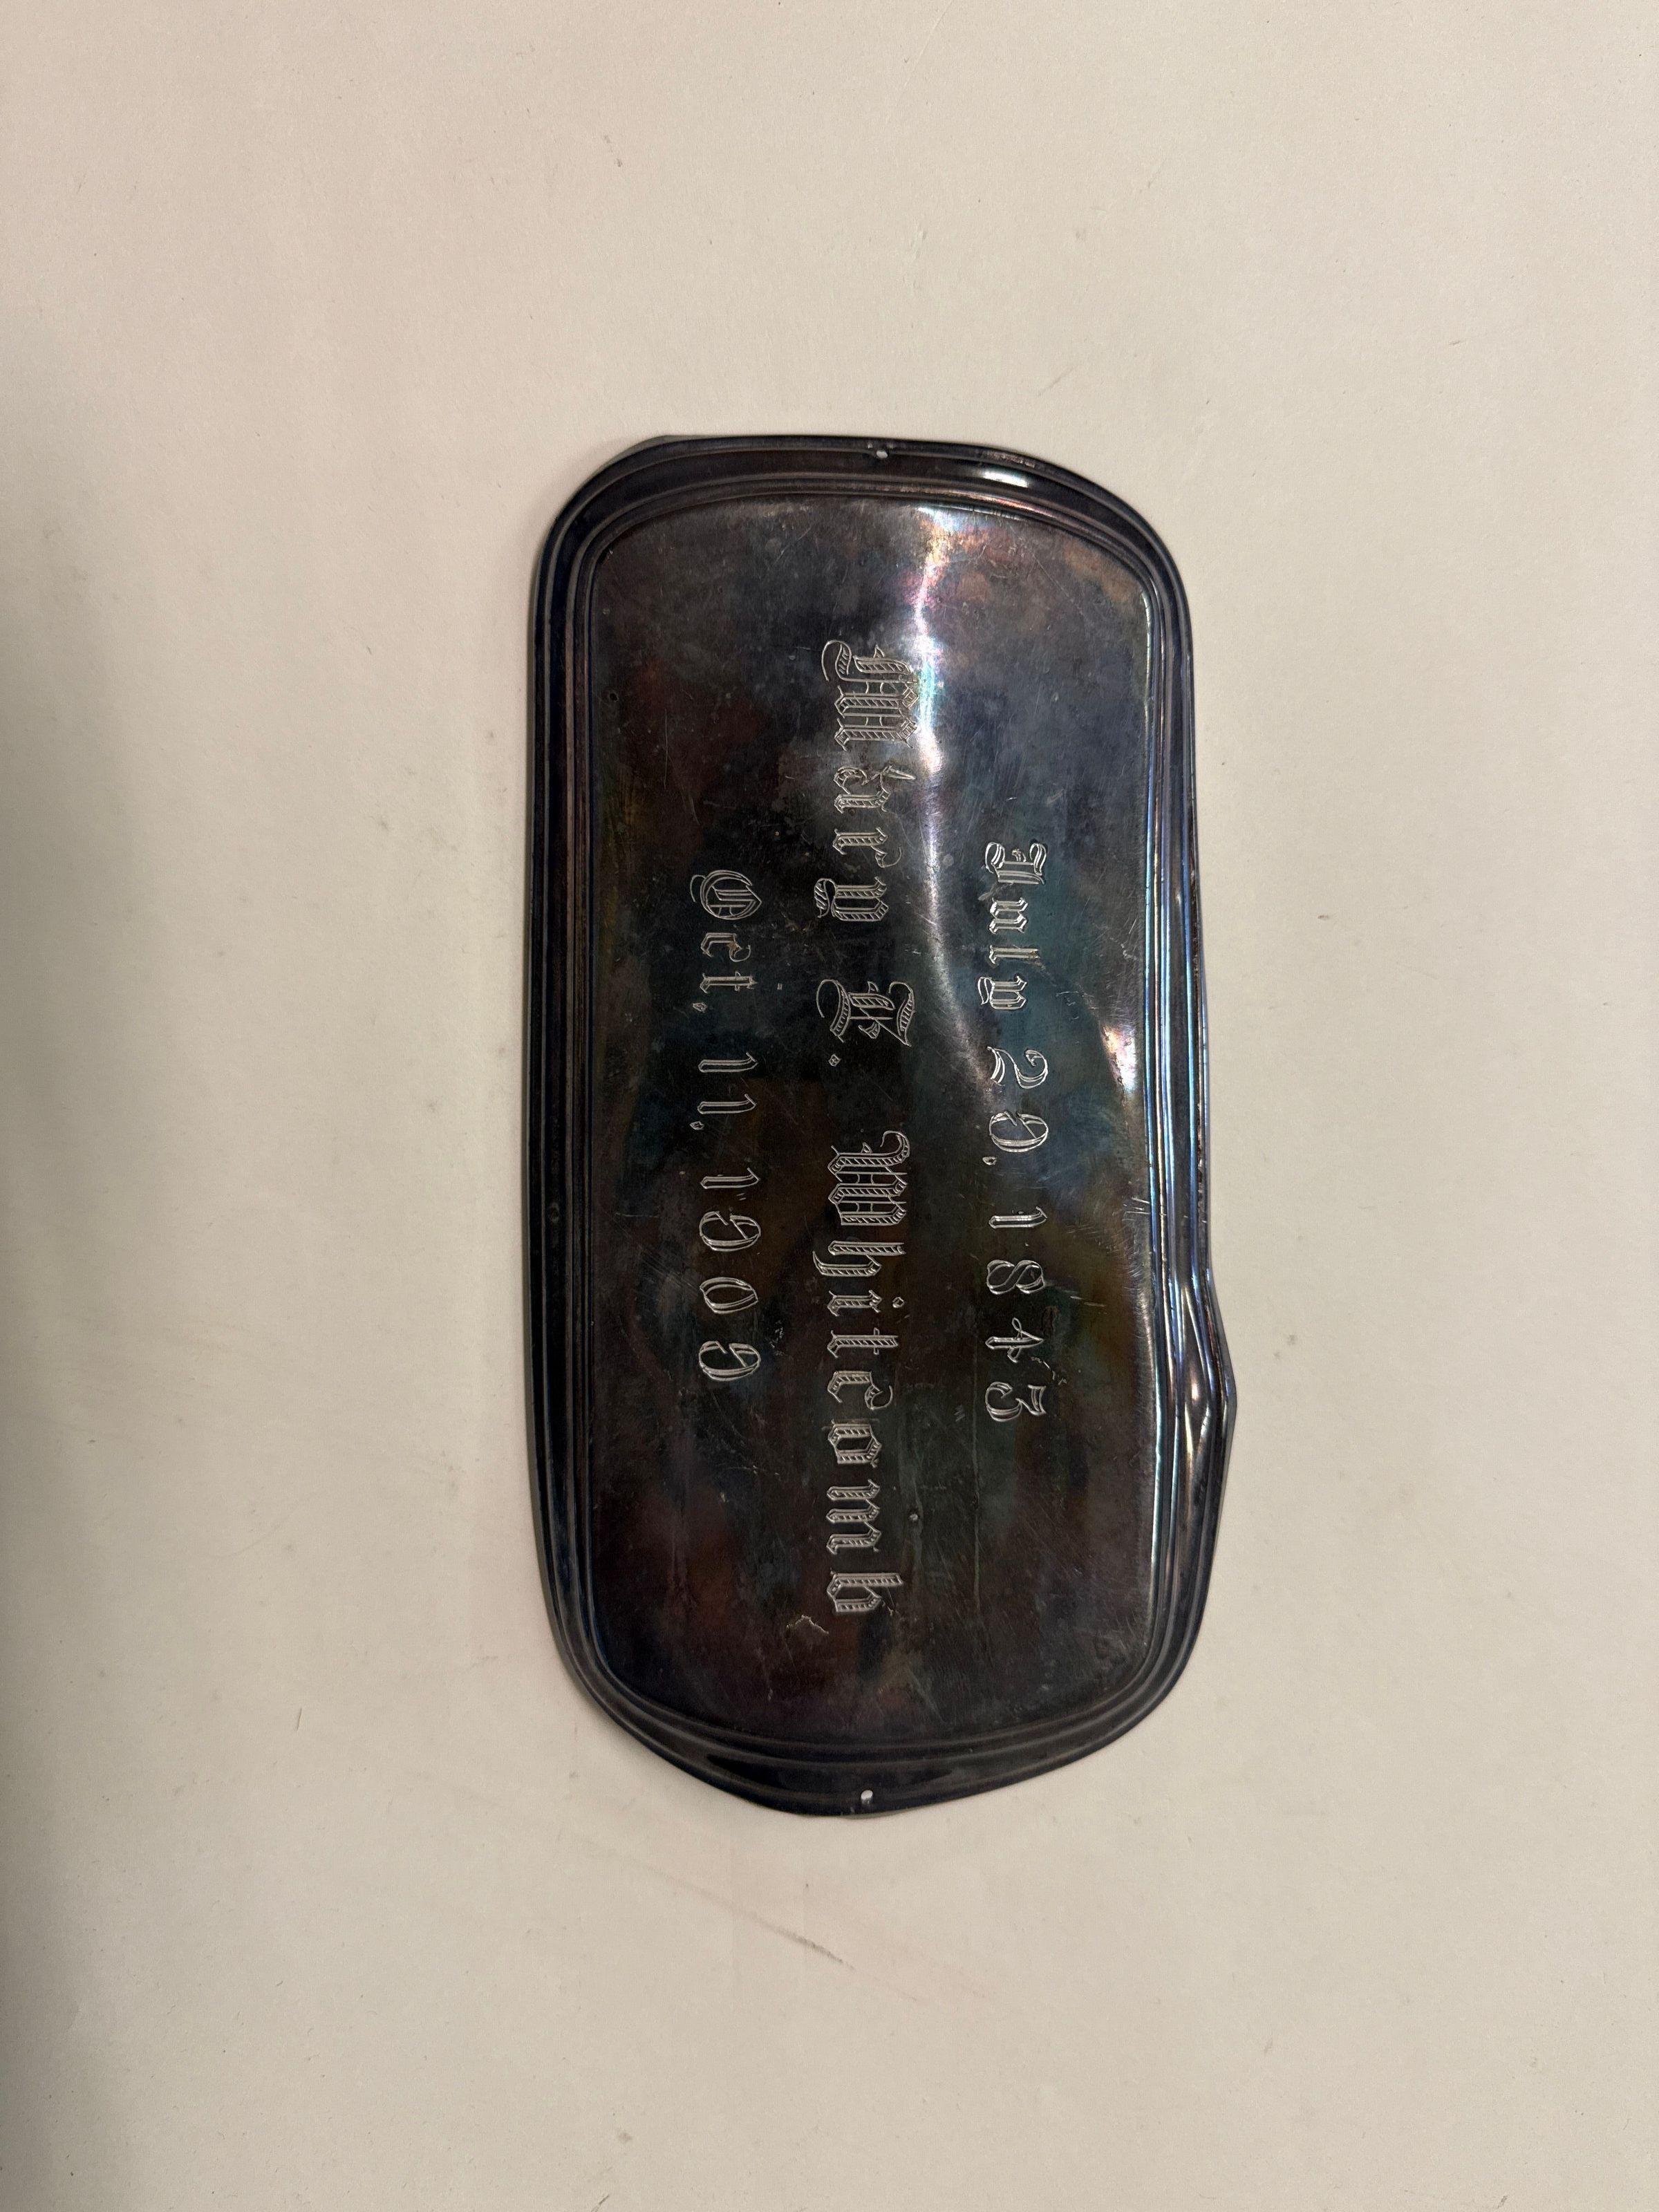 July 29, 1843
Mary K. Whitcomb
Oct. 11, 1909